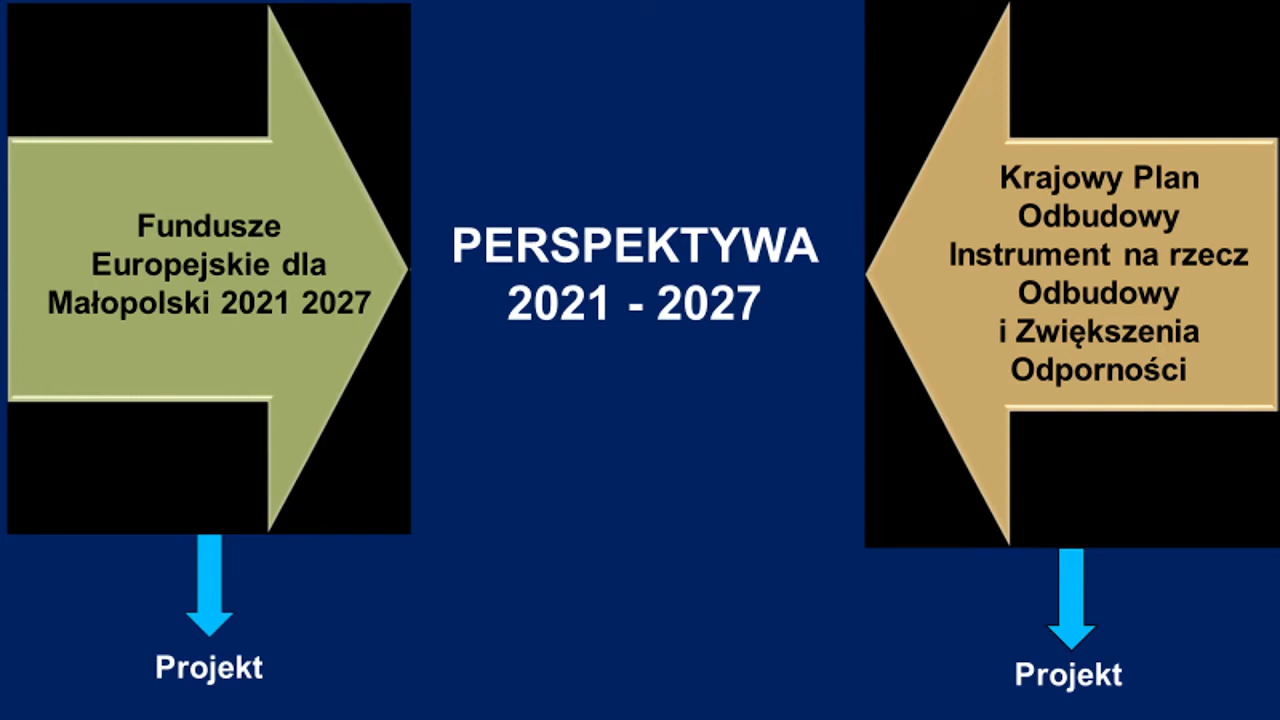 Fundusze
Europejskie dla
Małopolski 2021 2027
PERSPEKTYWA
2021 - 2027
Krajowy Plan
Odbudowy
Instrument na rzecz
Odbudowy
i Zwiększenia
Odporności
Projekt
Projekt